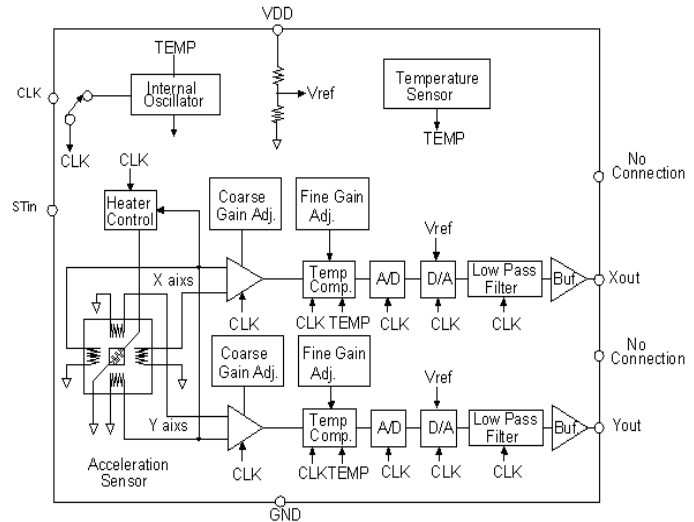 VDD
TEMP
Internal
Oscillator
CLK
CLK
Vref
Temperature
Sensor
TEMP
No
Connection
STin
CLK
Heater
Control
Coarse
Gain Adj.
Fine Gain
Adj.
Vref
X aixs
Temp
Comp.
A/D
D/A
Low Pass
Filter
Buf
Xout
CLK
CLK
TEMP
CLK
CLK
CLK
Coarse
Gain Adj.
Fine Gain
Adj.
Vref
No
Connection
Y aixs
Temp
Comp.
A/D
D/A
Low Pass
Filter
Buf
Yout
CLK
CLK
TEMP
CLK
CLK
CLK
Acceleration
Sensor
GND